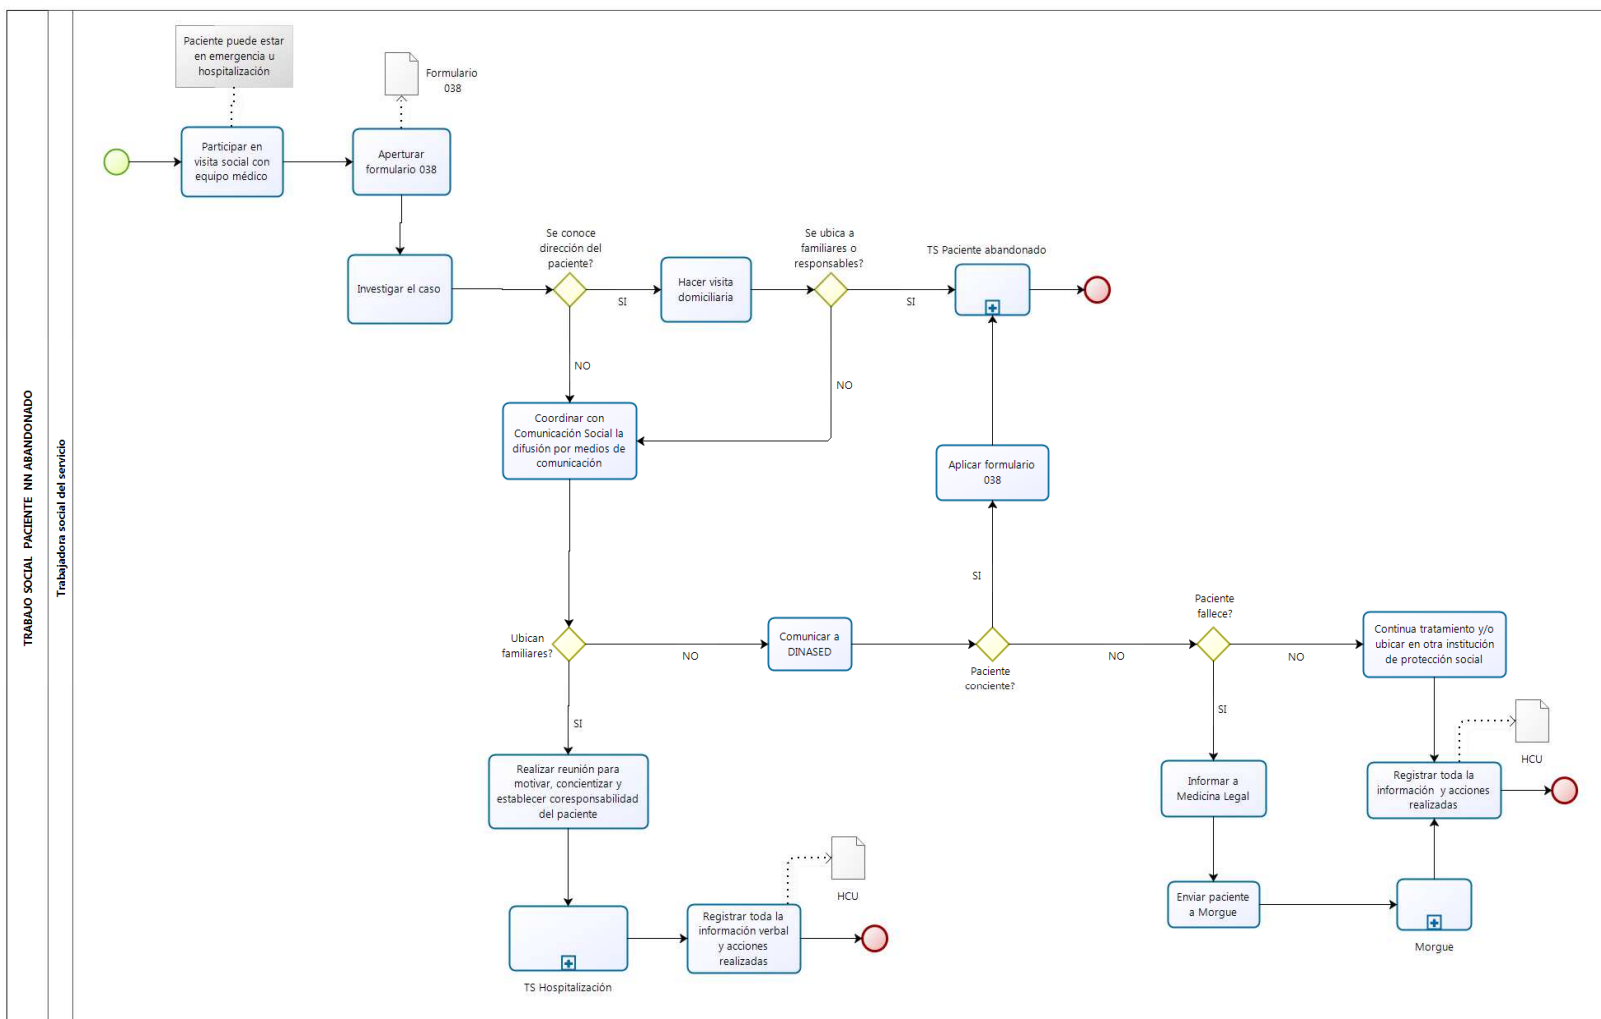 TRABAJO SOCIAL PACIENTE NN ABANDONADO
Trabajadora social del servicio
Paciente puede estar
en emergencia u
hospitalización
Formulario
038
Participar en
visita social con
equipo médico
Aperturar
formulario 038
Investigar el caso
Se conoce
dirección del
paciente?
SI
NO
Hacer visita
domiciliaria
Se ubica a
familiares o
responsables?
SI
NO
TS Paciente abandonado
Coordinar con
Comunicación Social la
difusión por medios de
comunicación
Aplicar formulario
038
SI
Ubican
familiares?
NO
SI
Comunicar a
DINASED
Paciente
conciente?
NO
Paciente
fallece?
NO
SI
Continua tratamiento y/o
ubicar en otra institución
de protección social
HCU
Registrar toda la
información y acciones
realizadas
Informar a
Medicina Legal
Enviar paciente
a Morgue
Morgue
Realizar reunión para
motivar, concientizar y
establecer coresponsabilidad
del paciente
TS Hospitalización
HCU
Registrar toda la
información verbal
y acciones
realizadas